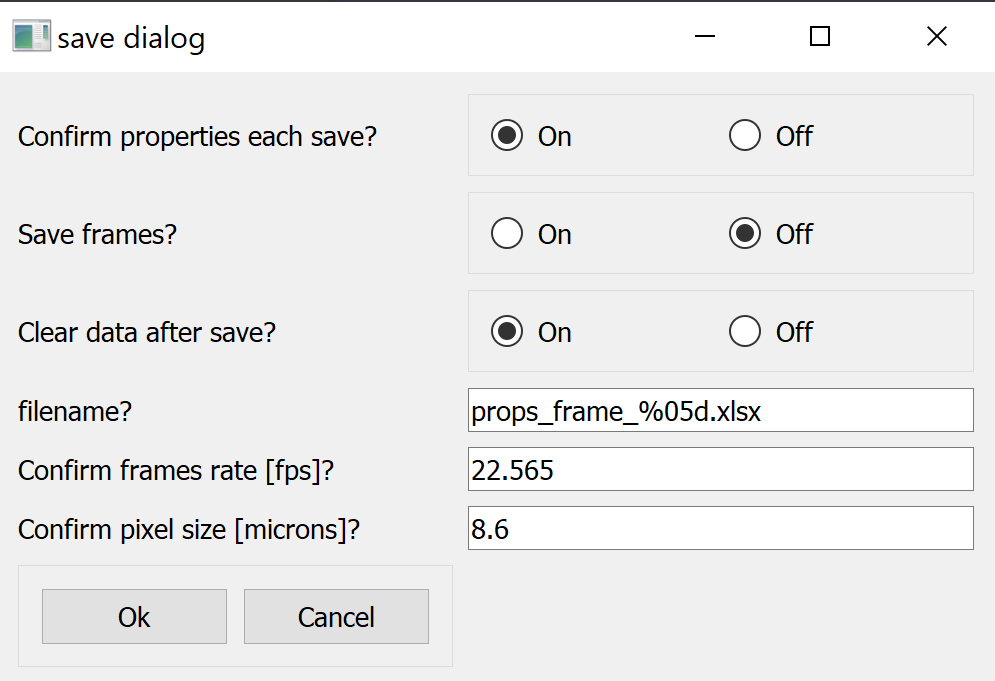 save dialog
Confirm properties each save? On Off
Save frames? On Off
Clear data after save? On Off
filename? props_frame_%05d.xlsx
Confirm frames rate [fps]? 22.565
Confirm pixel size [microns]? 8.6
Ok Cancel